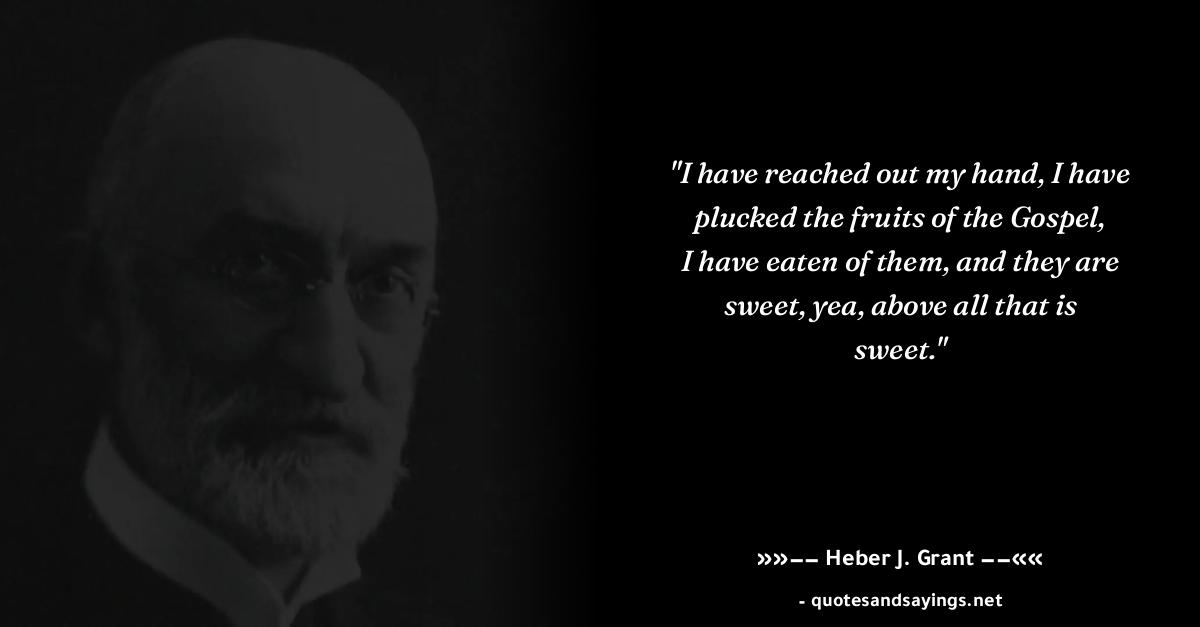 "I have reached out my hand, I have
plucked the fruits of the Gospel,
I have eaten of them, and they are
sweet, yea, above all that is
sweet."
»»−− Heber J. Grant −−««
- quotesandsayings.net